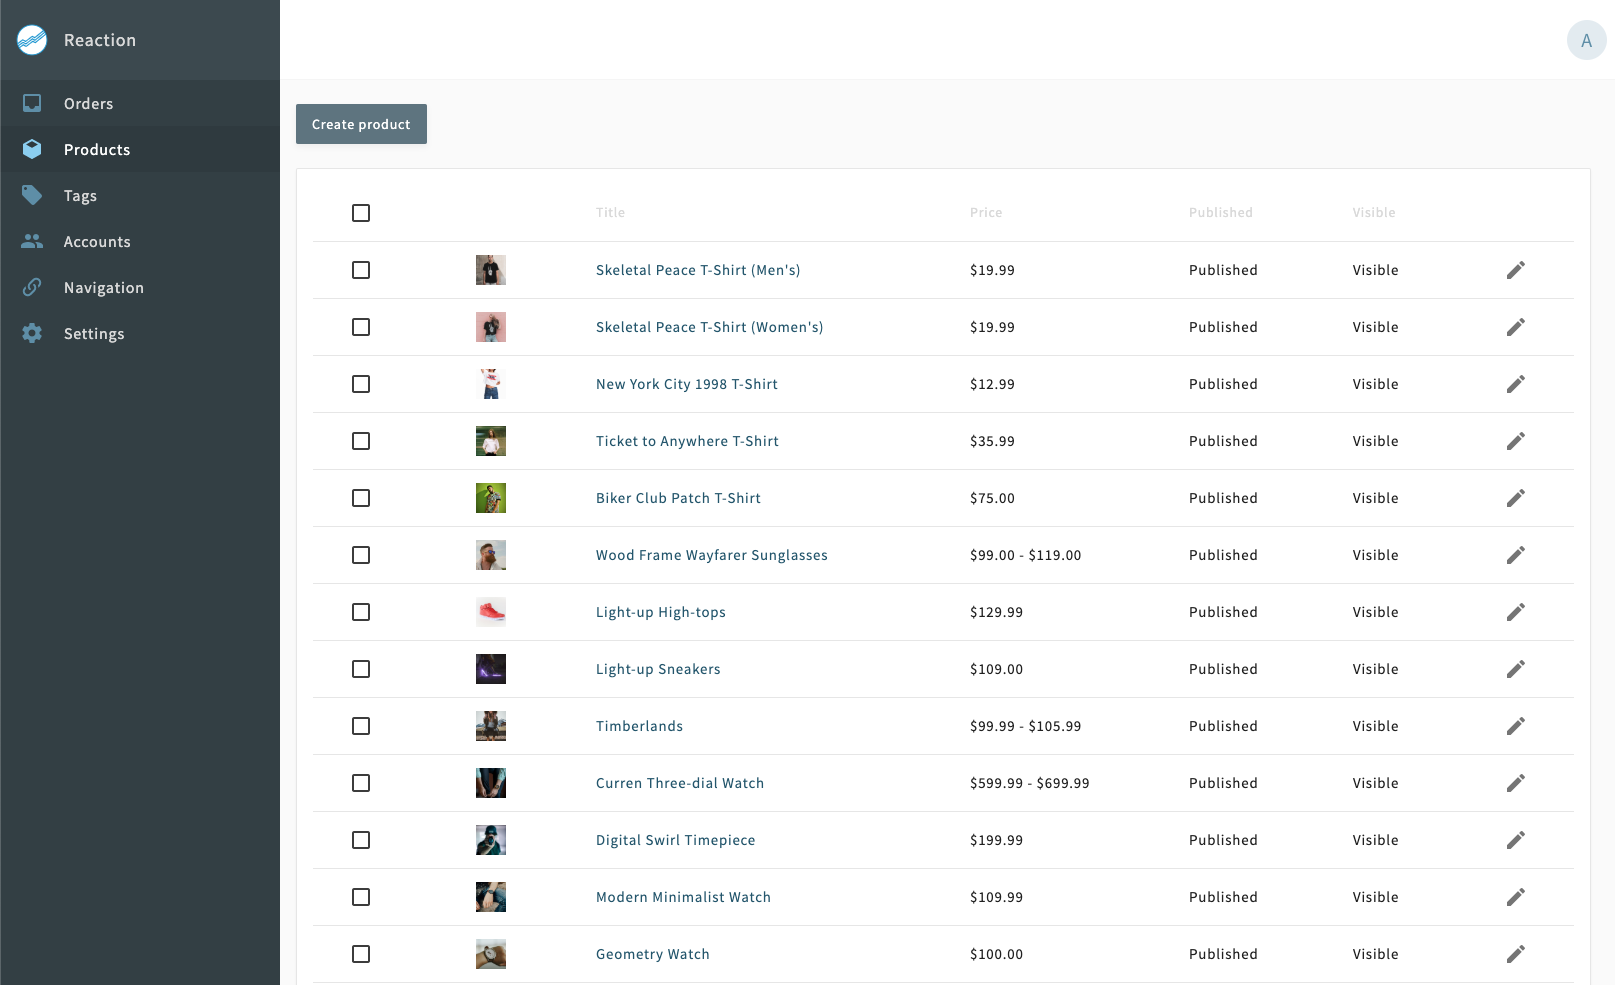 Reaction
A
Orders
Products
Tags
Accounts
Navigation
Settings
Create product
Title Price Published Visible
Skeletal Peace T-Shirt (Men's) $19.99 Published Visible
Skeletal Peace T-Shirt (Women's) $19.99 Published Visible
New York City 1998 T-Shirt $12.99 Published Visible
Ticket to Anywhere T-Shirt $35.99 Published Visible
Biker Club Patch T-Shirt $75.00 Published Visible
Wood Frame Wayfarer Sunglasses $99.00 - $119.00 Published Visible
Light-up High-tops $129.99 Published Visible
Light-up Sneakers $109.00 Published Visible
Timberlands $99.99 - $105.99 Published Visible
Curren Three-dial Watch $599.99 - $699.99 Published Visible
Digital Swirl Timepiece $199.99 Published Visible
Modern Minimalist Watch $109.99 Published Visible
Geometry Watch $100.00 Published Visible